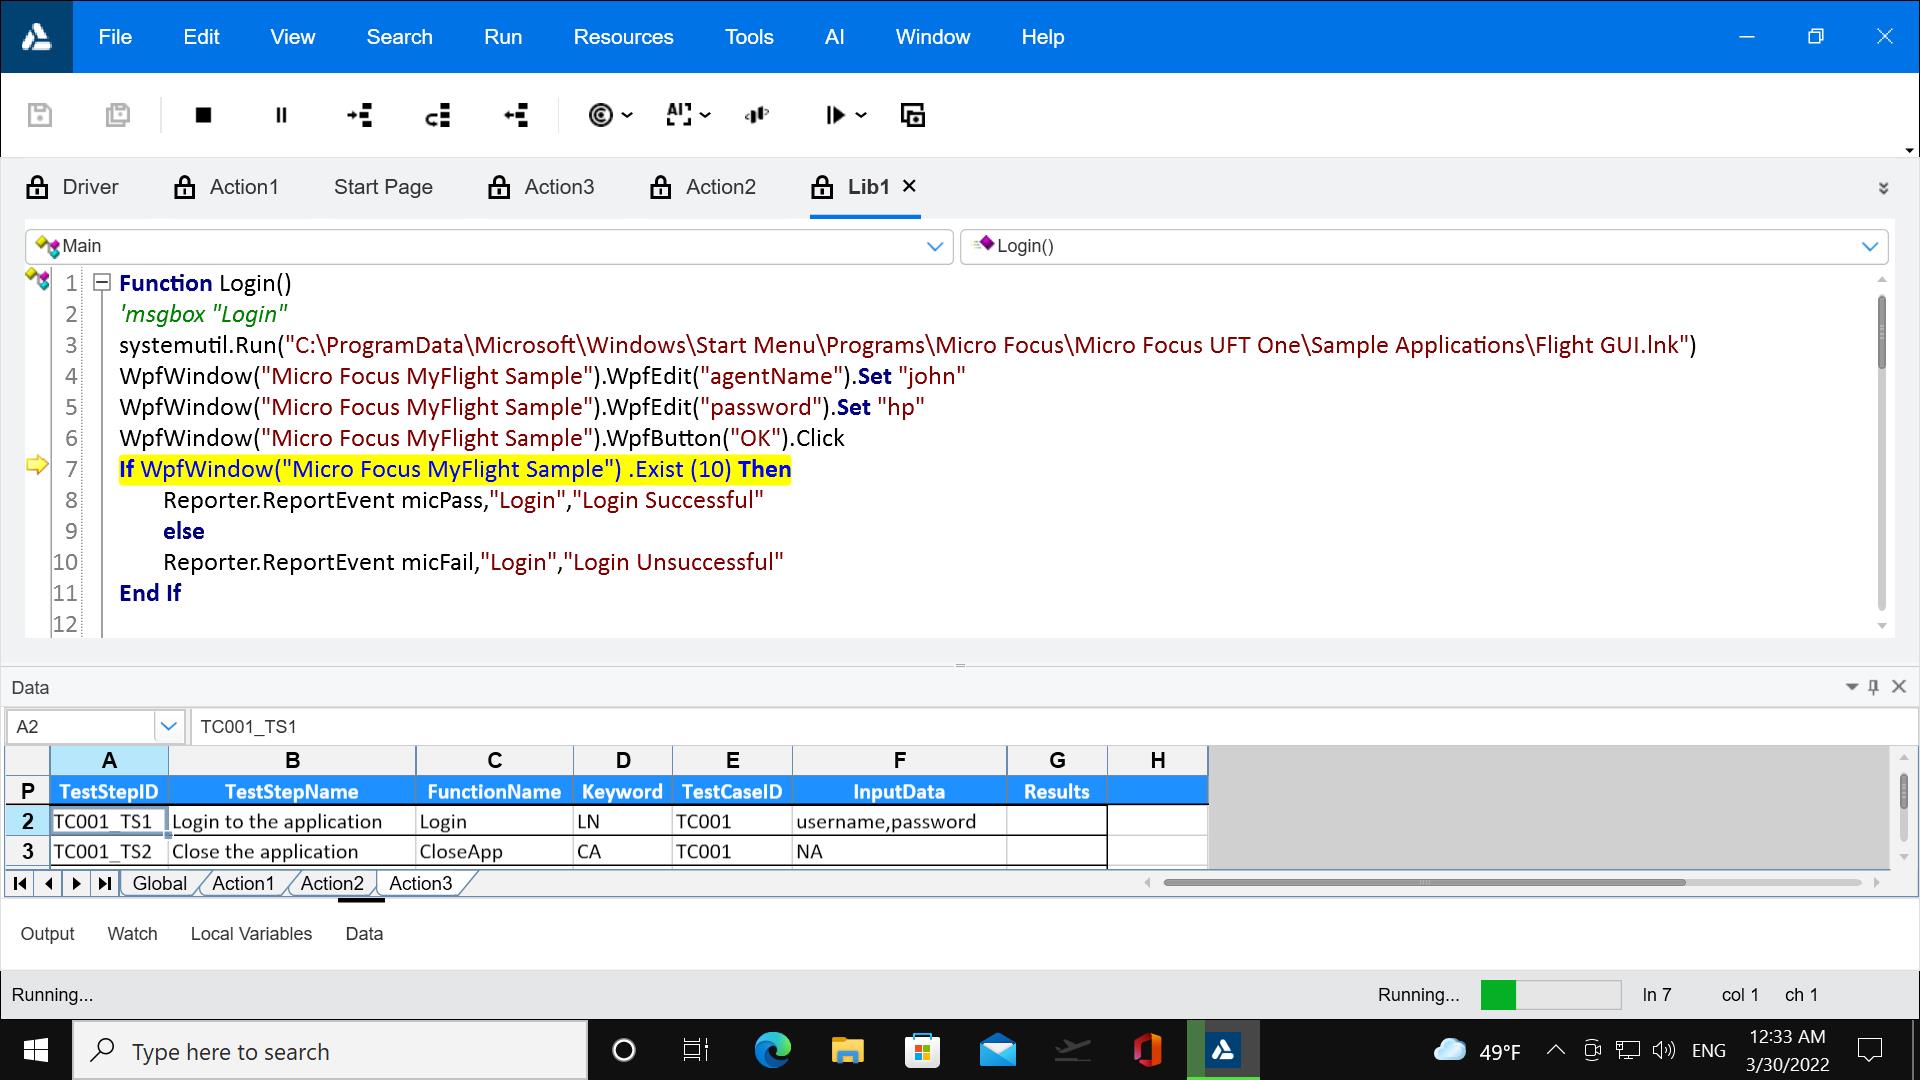 File Edit View Search Run Resources Tools AI Window Help
AI
Driver Action1 Start Page Action3 Action2 Lib1
Main Login()
1 Function Login()
2 'msgbox "Login"
3 systemutil.Run("C:\ProgramData\Microsoft\Windows\Start Menu\Programs\Micro Focus\Micro Focus UFT One\Sample Applications\Flight GUI.lnk")
4 WpfWindow("Micro Focus MyFlight Sample").WpfEdit("agentName").Set "john"
5 WpfWindow("Micro Focus MyFlight Sample").WpfEdit("password").Set "hp"
6 WpfWindow("Micro Focus MyFlight Sample").WpfButton("OK").Click
7 If WpfWindow("Micro Focus MyFlight Sample") .Exist (10) Then
8 Reporter.ReportEvent micPass,"Login","Login Successful"
9 else
10 Reporter.ReportEvent micFail,"Login","Login Unsuccessful"
11 End If
12
Data
A2 TC001_TS1
A B C D E F G H
P TestStepID TestStepName FunctionName Keyword TestCaseID InputData Results
2 TC001_TS1 Login to the application Login LN TC001 username,password
3 TC001_TS2 Close the application CloseApp CA TC001 NA
Global Action1 Action2 Action3
Output Watch Local Variables Data
Running... Running... ln 7 col 1 ch 1
Type here to search 49°F ENG 12:33 AM
3/30/2022